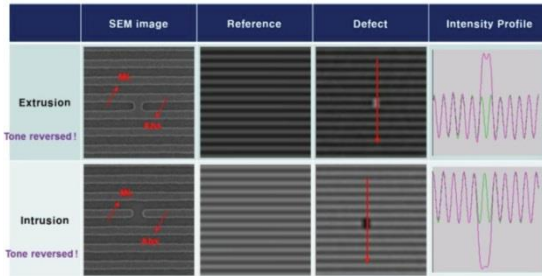 SEM image
Reference
Defect
Intensity Profile
Extrusion
Tone reversed!
Intrusion
Tone reversed!